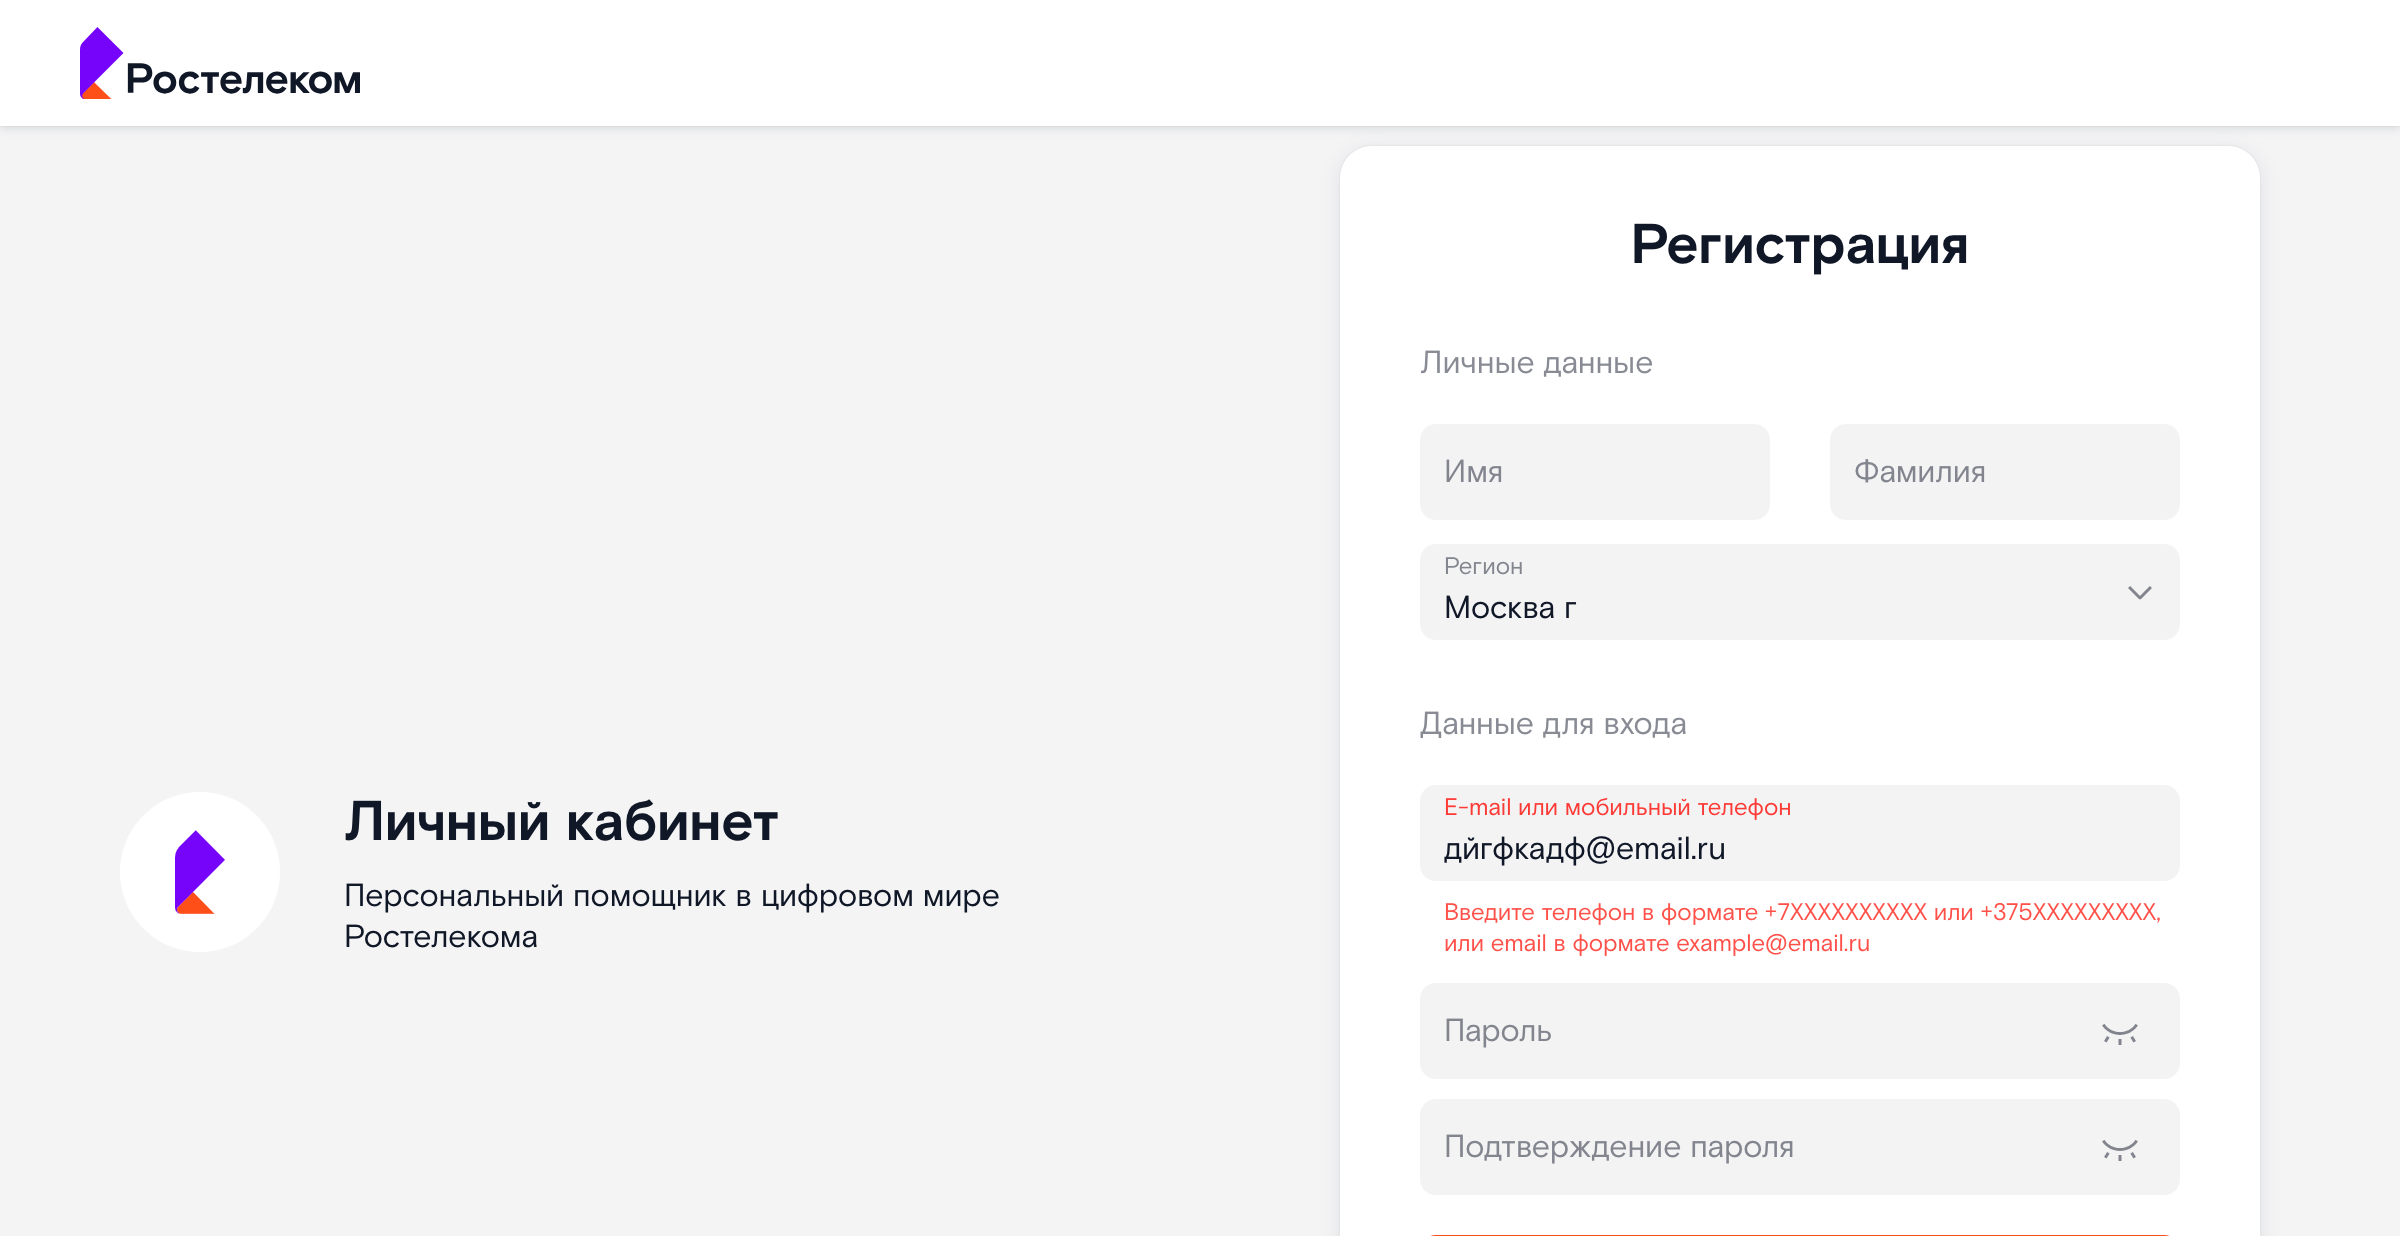 Ростелеком
Регистрация
Личные данные
Имя
Фамилия
Регион
Москва г
Данные для входа
E-mail или мобильный телефон
дйгфкадф@email.ru
Введите телефон в формате +7XXXXXXXXXX или +375XXXXXXXXX,
или email в формате example@email.ru
Пароль
Подтверждение пароля
Личный кабинет
Персональный помощник в цифровом мире
Ростелекома